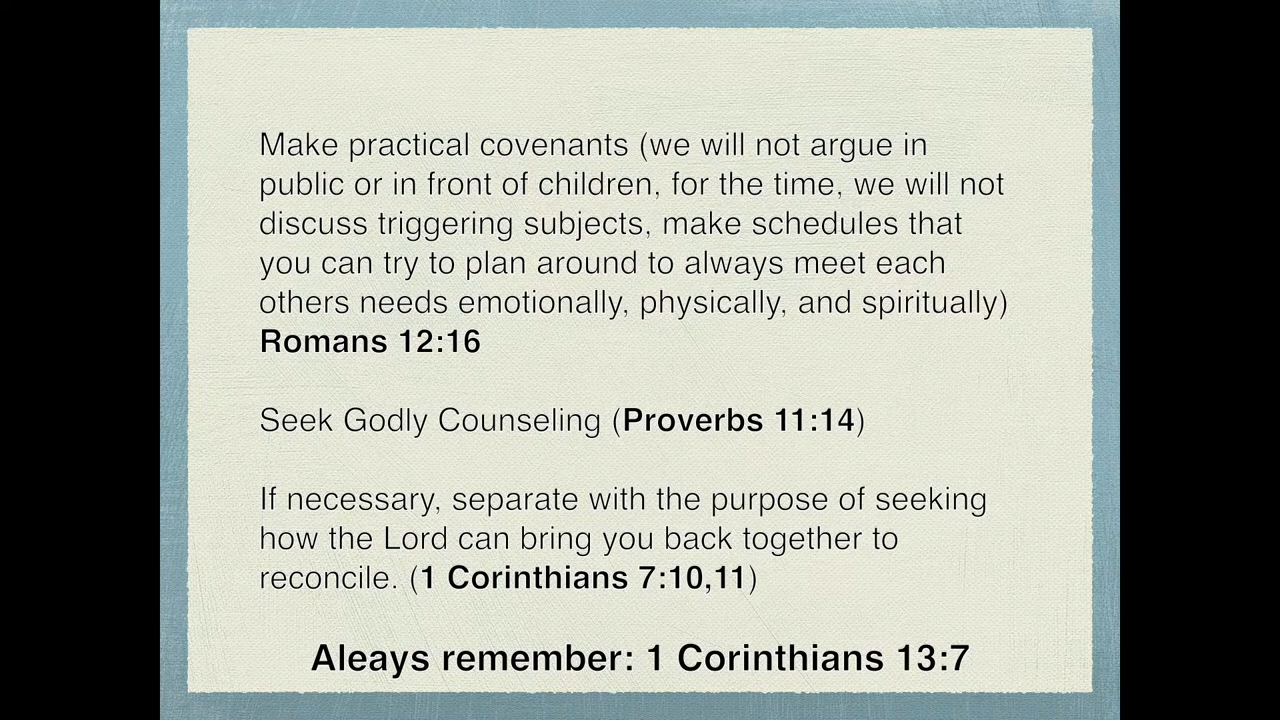 Make practical covenants (we will not argue in
public or in front of children, for the time, we will not
discuss triggering subjects, make schedules that
you can try to plan around to always meet each
others needs emotionally, physically, and spiritually)
Romans 12:16
Seek Godly Counseling (Proverbs 11:14)
If necessary, separate with the purpose of seeking
how the Lord can bring you back together to
reconcile. (1 Corinthians 7:10,11)
Aleays remember: 1 Corinthians 13:7